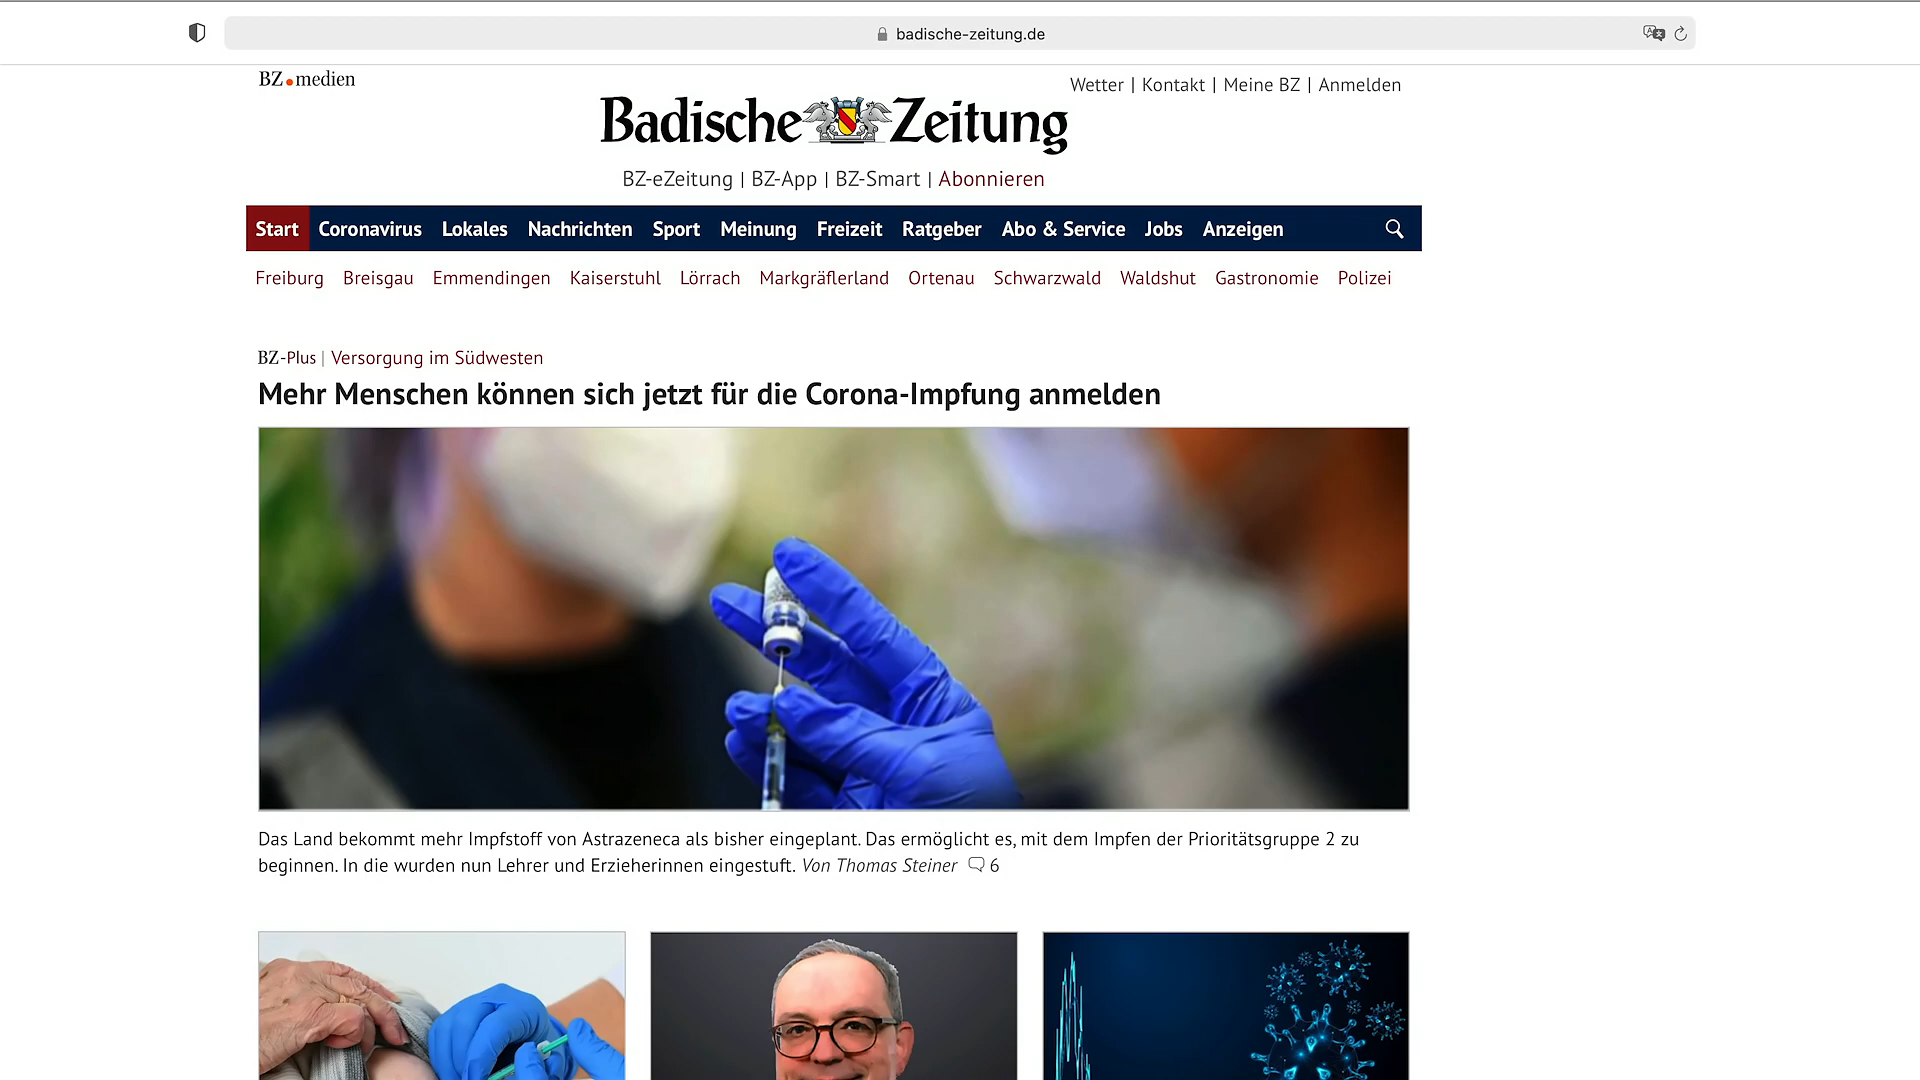 badische-zeitung.de
BZ.medien
Wetter | Kontakt | Meine BZ | Anmelden
Badische Zeitung
BZ-eZeitung | BZ-App | BZ-Smart | Abonnieren
Start Coronavirus Lokales Nachrichten Sport Meinung Freizeit Ratgeber Abo & Service Jobs Anzeigen
Freiburg Breisgau Emmendingen Kaiserstuhl Lörrach Markgräflerland Ortenau Schwarzwald Waldshut Gastronomie Polizei
BZ-Plus | Versorgung im Südwesten
Mehr Menschen können sich jetzt für die Corona-Impfung anmelden
Das Land bekommt mehr Impfstoff von Astrazeneca als bisher eingeplant. Das ermöglicht es, mit dem Impfen der Prioritätsgruppe 2 zu
beginnen. In die wurden nun Lehrer und Erzieherinnen eingestuft. Von Thomas Steiner 6